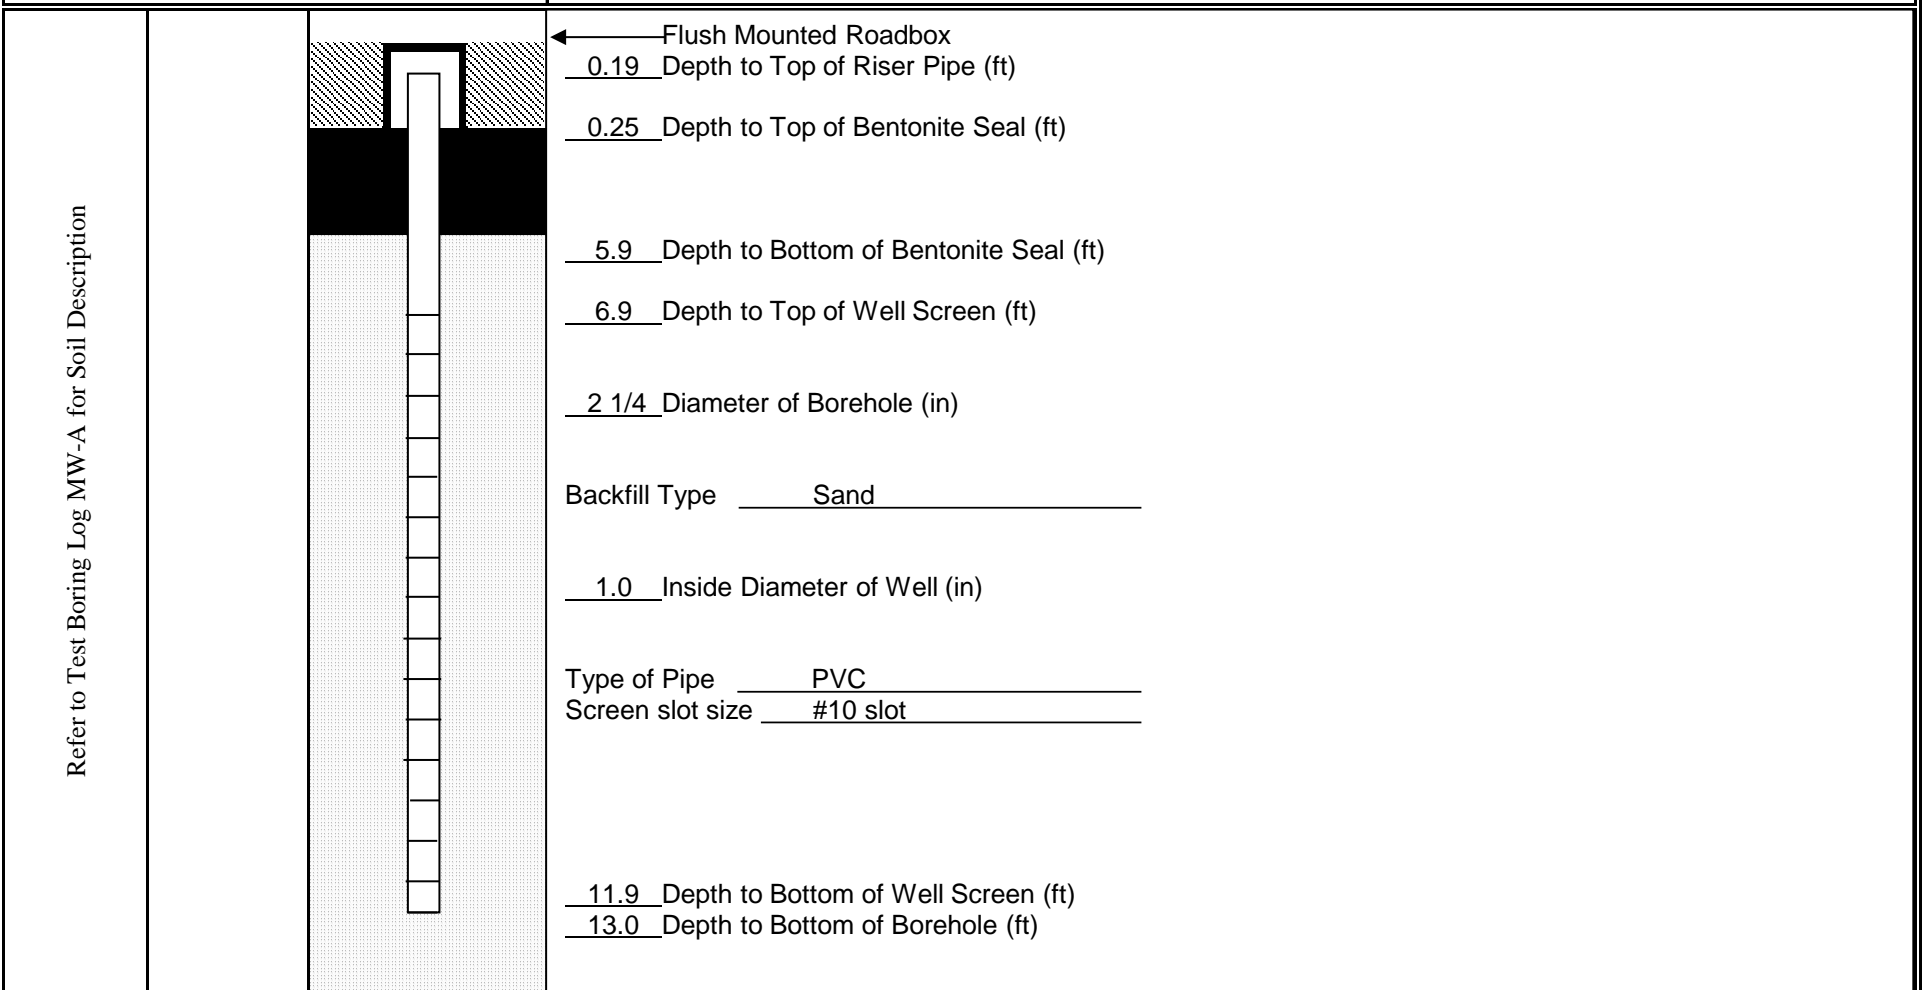 Refer to Test Boring Log MW-A for Soil Description
Flush Mounted Roadbox
0.19 Depth to Top of Riser Pipe (ft)
0.25 Depth to Top of Bentonite Seal (ft)
5.9 Depth to Bottom of Bentonite Seal (ft)
6.9 Depth to Top of Well Screen (ft)
2 1/4 Diameter of Borehole (in)
Backfill Type Sand
1.0 Inside Diameter of Well (in)
Type of Pipe PVC
Screen slot size #10 slot
11.9 Depth to Bottom of Well Screen (ft)
13.0 Depth to Bottom of Borehole (ft)